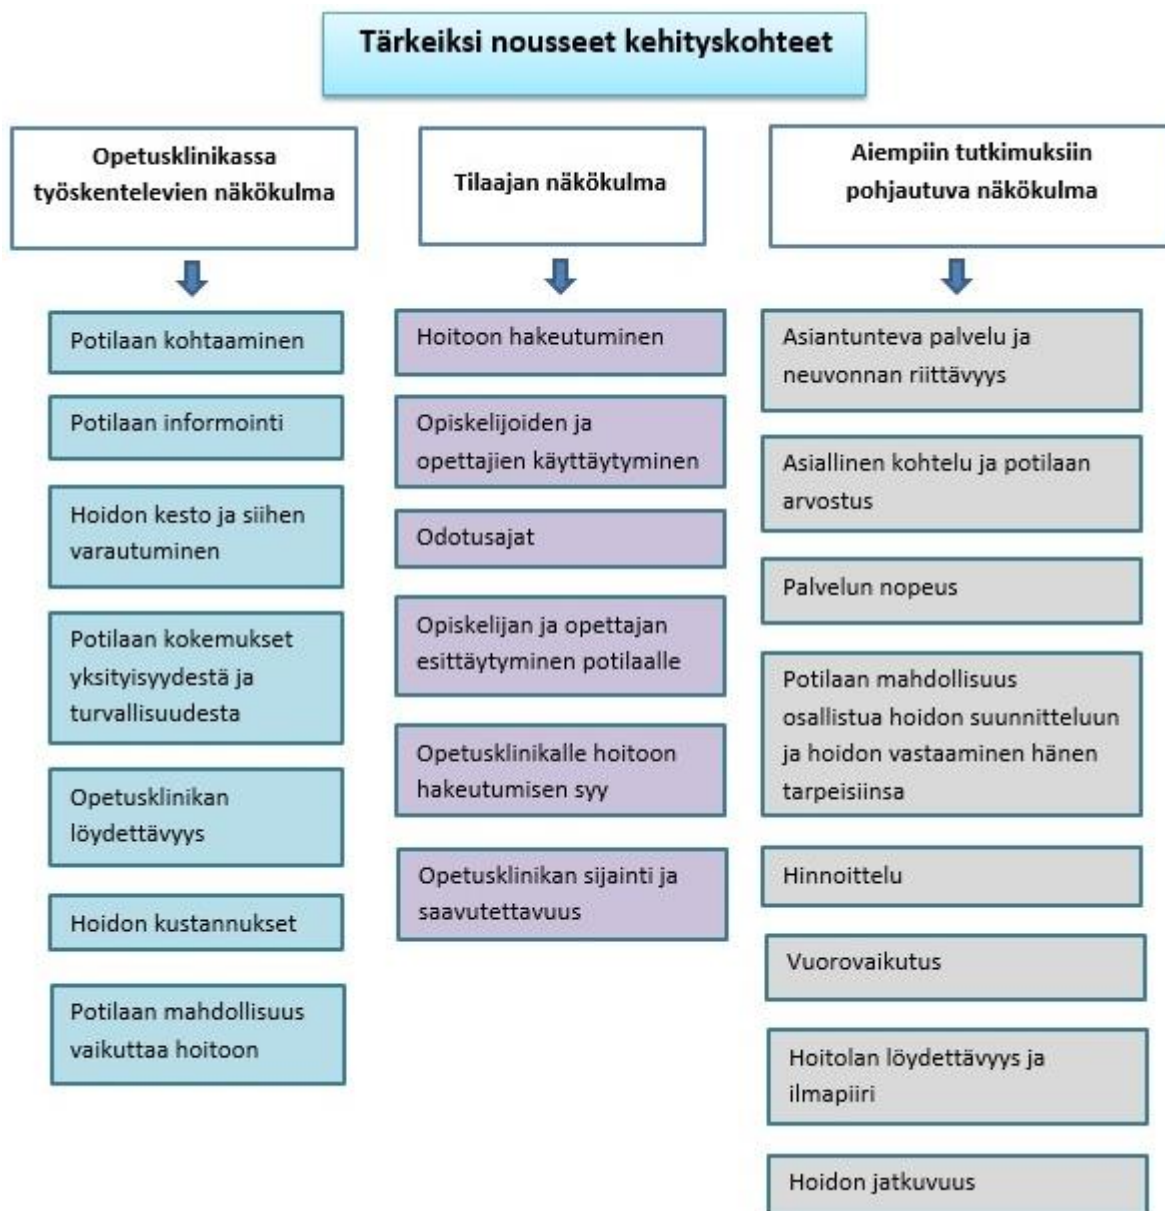 Tärkeiksi nousseet kehityskohteet
Opetusklinikassa
työskentelevien näkökulma
Potilaan kohtaaminen
Potilaan informointi
Hoidon kesto ja siihen
varautuminen
Potilaan kokemukset
yksityisyydestä ja
turvallisuudesta
Opetusklinikan
löydettävyys
Hoidon kustannukset
Potilaan mahdollisuus
vaikuttaa hoitoon
Tilaajan näkökulma
Hoitoon hakeutuminen
Opiskelijoiden ja
opettajien käyttäytyminen
Odotusajat
Opiskelijan ja opettajan
esittäytyminen potilaalle
Opetusklinikalle hoitoon
hakeutumisen syy
Opetusklinikan sijainti ja
saavutettavuus
Aiempiin tutkimuksiin
pohjautuva näkökulma
Asiantunteva palvelu ja
neuvonnan riittävyys
Asiallinen kohtelu ja potilaan
arvostus
Palvelun nopeus
Potilaan mahdollisuus
osallistua hoidon suunnitteluun
ja hoidon vastaaminen hänen
tarpeisiinsa
Hinnoittelu
Vuorovaikutus
Hoitolan löydettävyys ja
ilmapiiri
Hoidon jatkuvuus